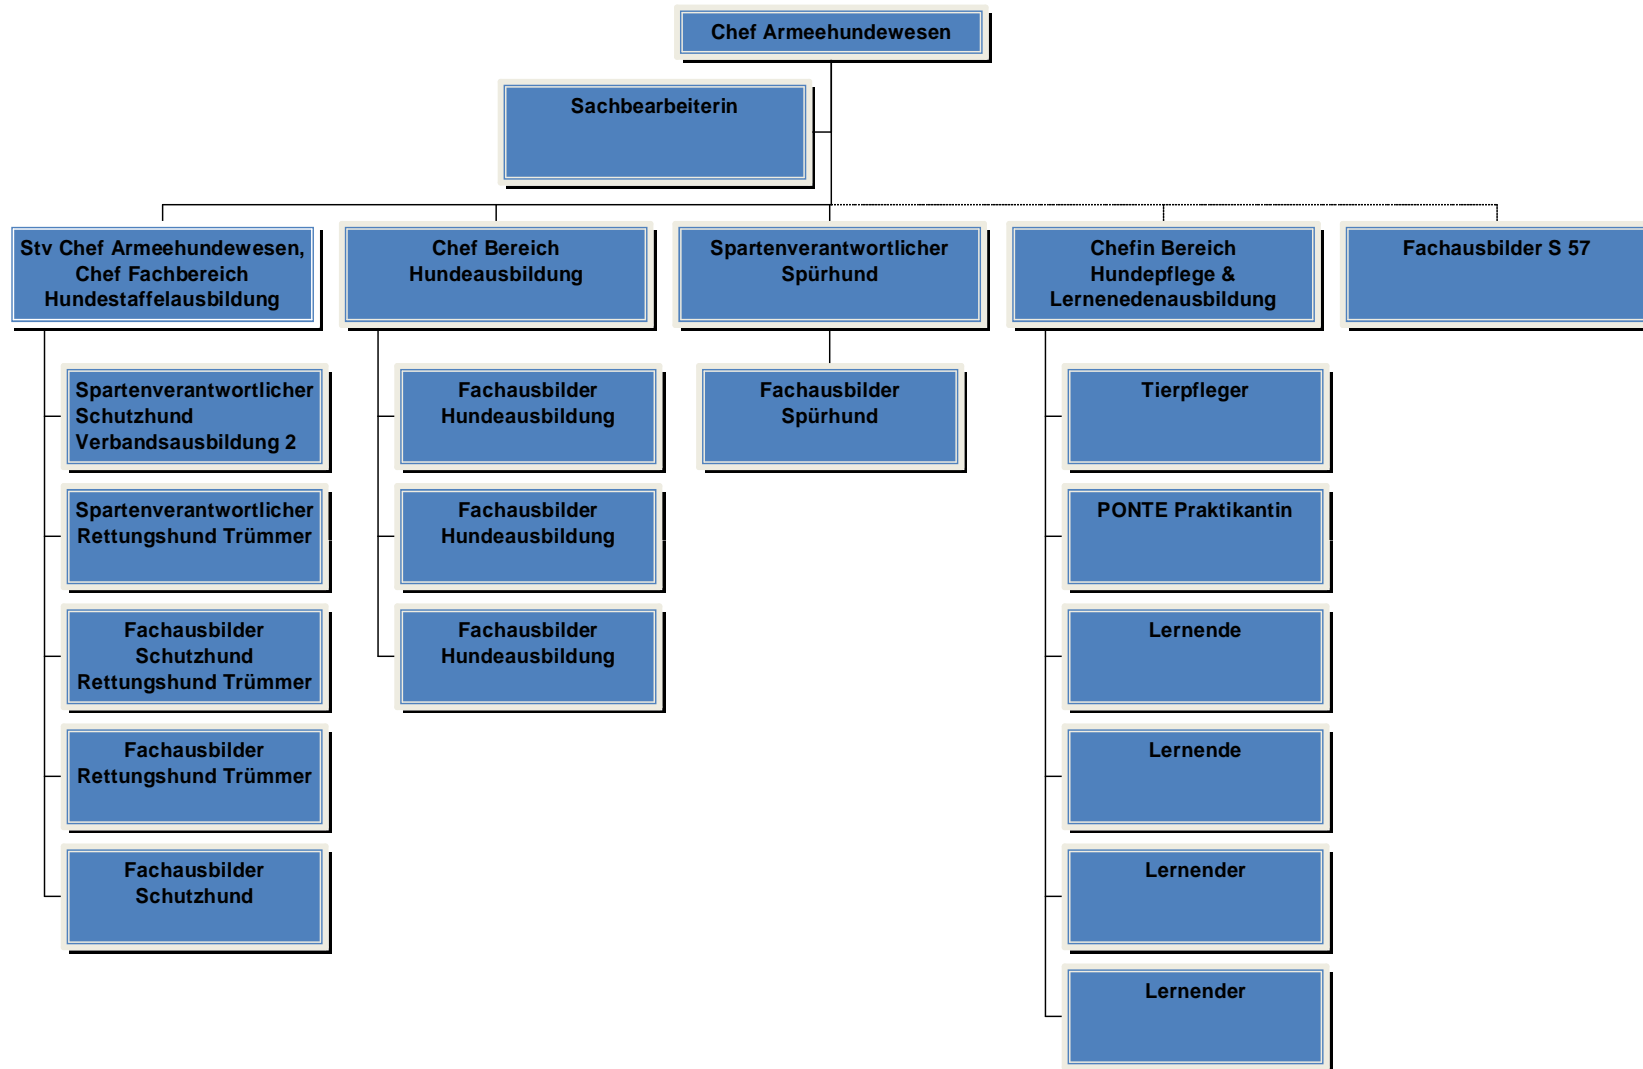 Chef Armeehundewesen
Sachbearbeiterin
Stv Chef Armeehundewesen,
Chef Fachbereich
Hundestaffelausbildung
Chef Bereich
Hundeausbildung
Spartenverantwortlicher
Spürhund
Chefin Bereich
Hundepflege &
Lernenedenausbildung
Fachausbilder S 57
Spartenverantwortlicher
Schutzhund
Verbandsausbildung 2
Spartenverantwortlicher
Rettungshund Trümmer
Fachausbilder
Schutzhund
Rettungshund Trümmer
Fachausbilder
Rettungshund Trümmer
Fachausbilder
Schutzhund
Fachausbilder
Hundeausbildung
Fachausbilder
Hundeausbildung
Fachausbilder
Hundeausbildung
Fachausbilder
Spürhund
Tierpfleger
PONTE Praktikantin
Lernende
Lernende
Lernender
Lernender